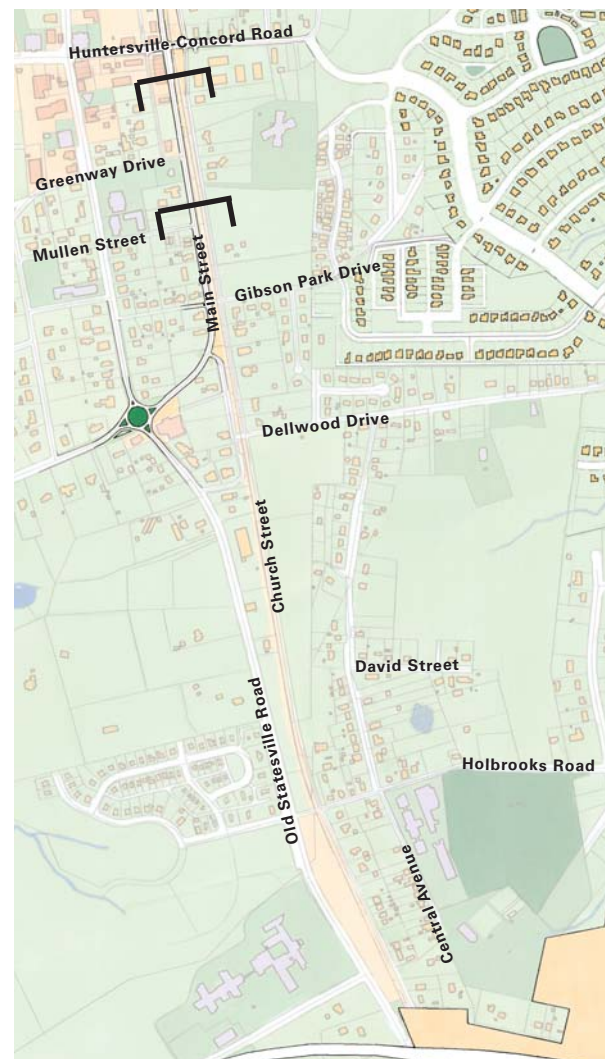 Huntersville-Concord Road
Greenway Drive
Mullen Street
Main Street
Gibson Park Drive
Dellwood Drive
Church Street
David Street
Old Statesville Road
Holbrooks Road
Central Avenue